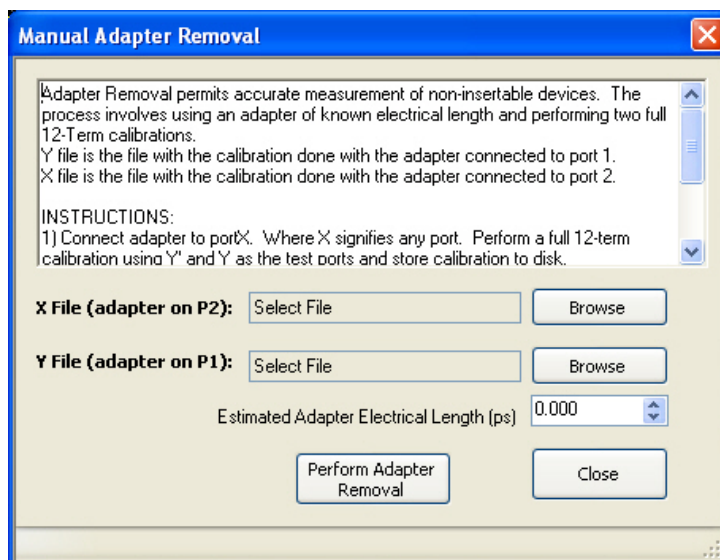 Manual Adapter Removal
Adapter Removal permits accurate measurement of non-insertable devices. The
process involves using an adapter of known electrical length and performing two full
12-Term calibrations.
Y file is the file with the calibration done with the adapter connected to port 1.
X file is the file with the calibration done with the adapter connected to port 2.
INSTRUCTIONS:
1) Connect adapter to portX. Where X signifies any port. Perform a full 12-term
calibration using Y' and Y as the test ports and store calibration to disk.
X File (adapter on P2): Select File Browse
Y File (adapter on P1): Select File Browse
Estimated Adapter Electrical Length (ps) 0.000
Perform Adapter
Removal
Close